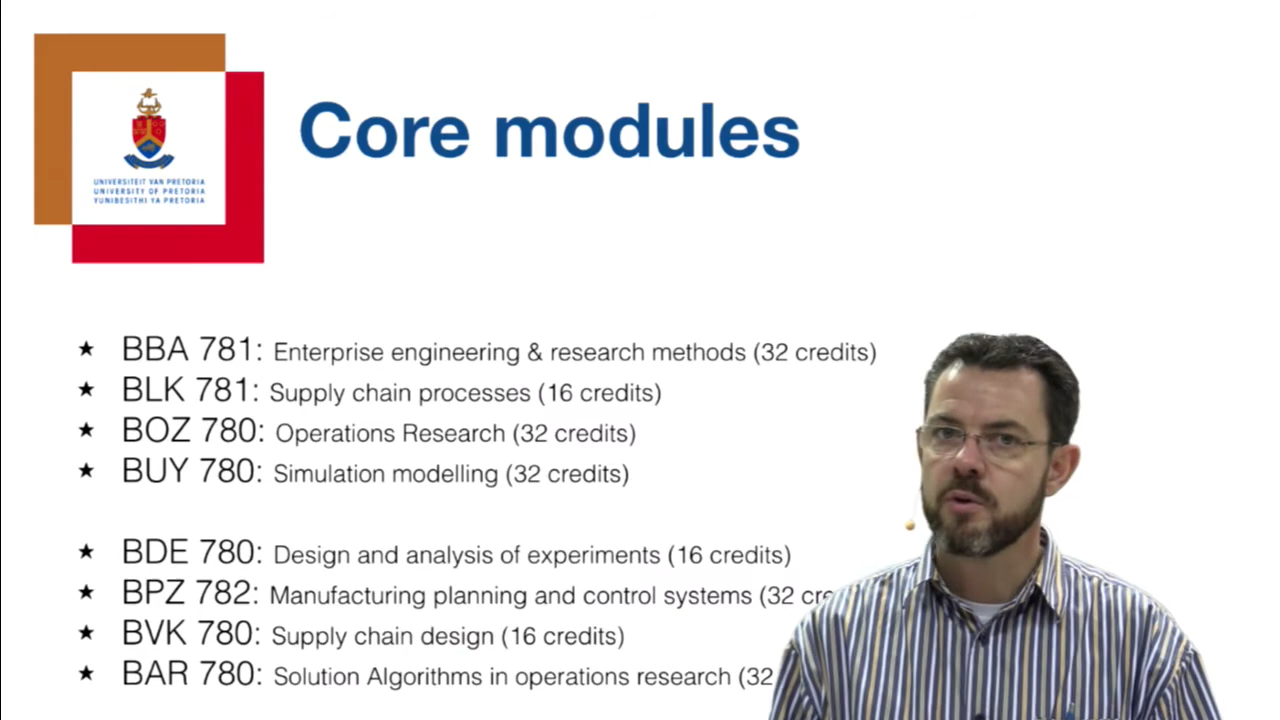 UNIVERSITEIT VAN PRETORIA
UNIVERSITY OF PRETORIA
YUNIBESITHI YA PRETORIA
Core modules
★ BBA 781: Enterprise engineering & research methods (32 credits)
★ BLK 781: Supply chain processes (16 credits)
★ BOZ 780: Operations Research (32 credits)
★ BUY 780: Simulation modelling (32 credits)
★ BDE 780: Design and analysis of experiments (16 credits)
★ BPZ 782: Manufacturing planning and control systems (32 cre
★ BVK 780: Supply chain design (16 credits)
★ BAR 780: Solution Algorithms in operations research (32